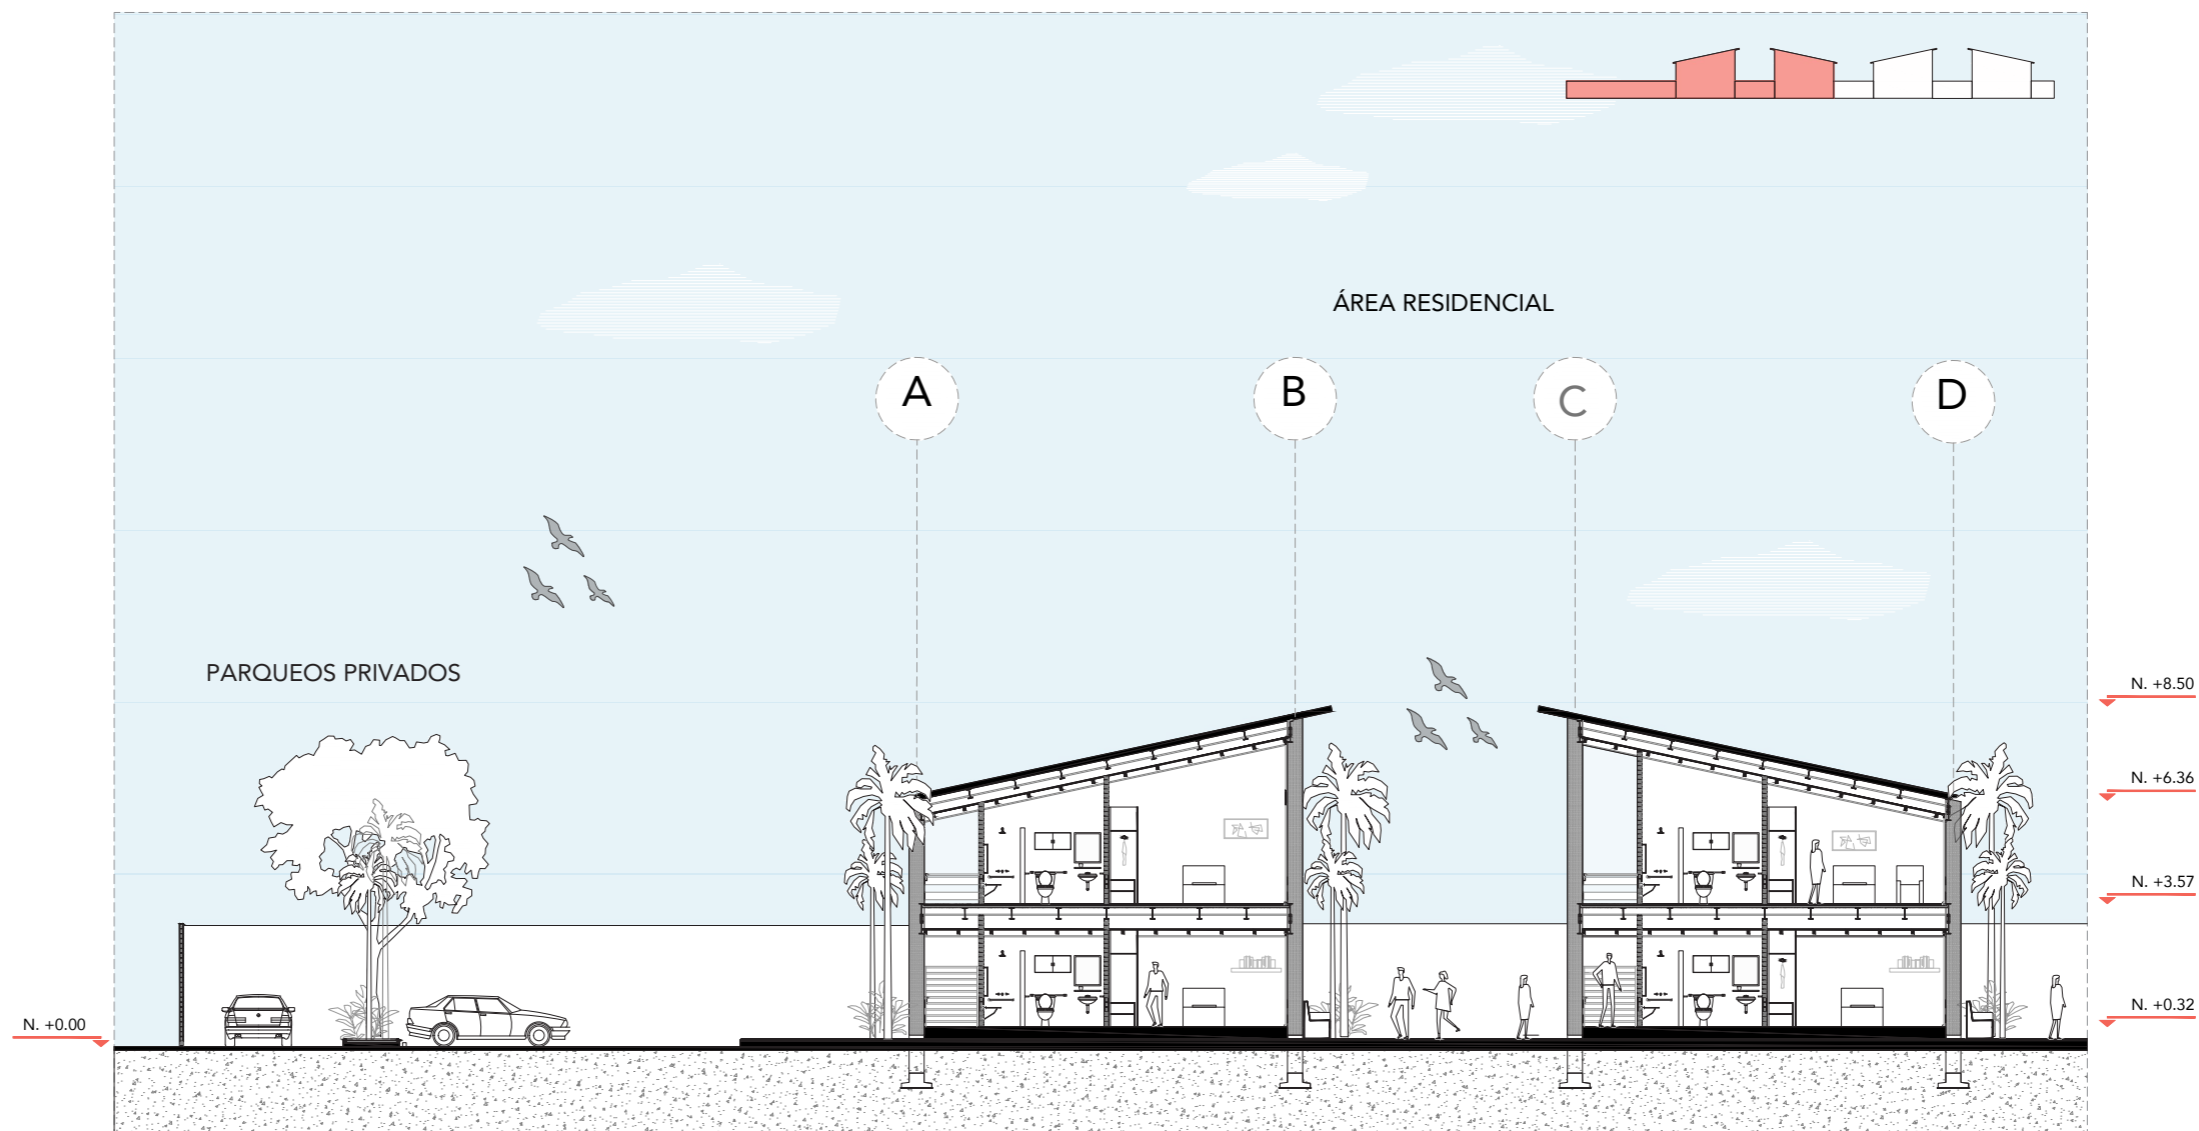 ÁREA RESIDENCIAL
A
B
C
D
PARQUEOS PRIVADOS
N. +8.50
N. +6.36
N. +3.57
N. +0.32
N. +0.00